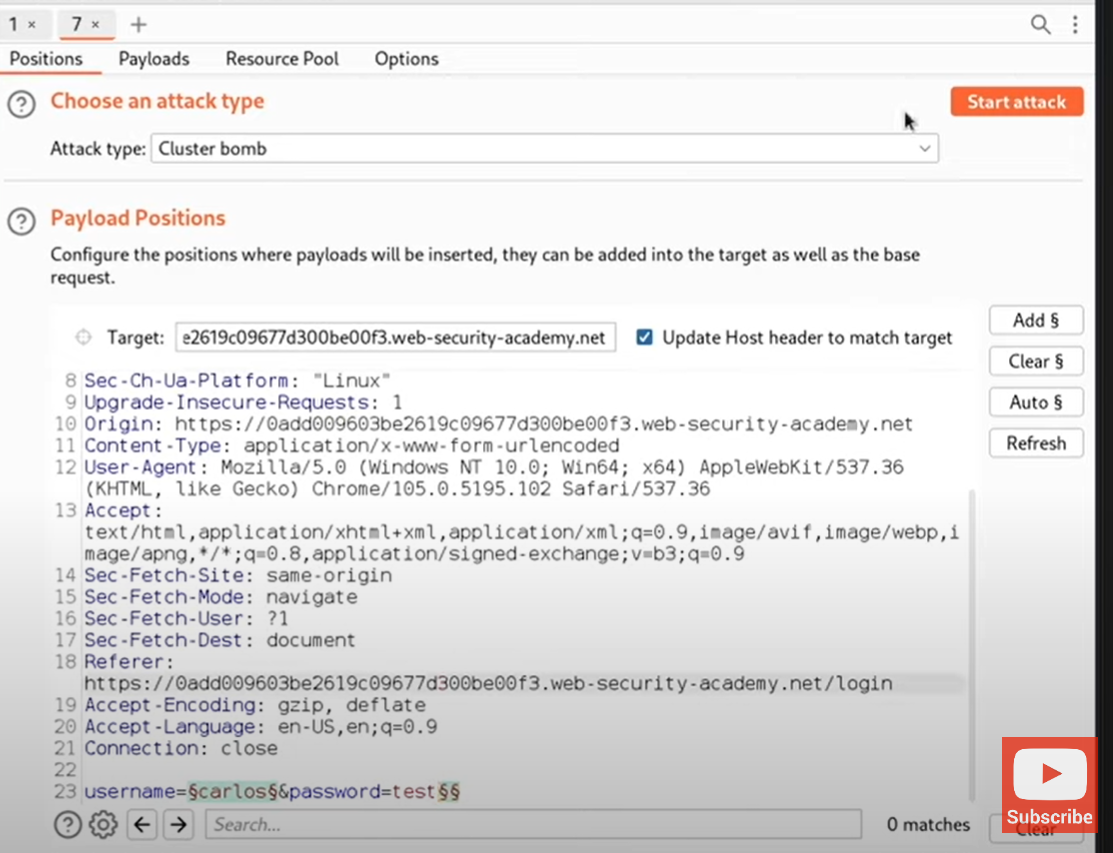 1 × 7 × +
Positions Payloads Resource Pool Options
? Choose an attack type
Start attack
Attack type: Cluster bomb
? Payload Positions
Configure the positions where payloads will be inserted, they can be added into the target as well as the base
request.
Target: e2619c09677d300be00f3.web-security-academy.net Update Host header to match target
Add §
Clear §
Auto §
Refresh
8 Sec-Ch-Ua-Platform: "Linux"
9 Upgrade-Insecure-Requests: 1
10 Origin: https://0add009603be2619c09677d300be00f3.web-security-academy.net
11 Content-Type: application/x-www-form-urlencoded
12 User-Agent: Mozilla/5.0 (Windows NT 10.0; Win64; x64) AppleWebKit/537.36
(KHTML, like Gecko) Chrome/105.0.5195.102 Safari/537.36
13 Accept:
text/html,application/xhtml+xml,application/xml;q=0.9,image/avif,image/webp,i
mage/apng,*/*;q=0.8,application/signed-exchange;v=b3;q=0.9
14 Sec-Fetch-Site: same-origin
15 Sec-Fetch-Mode: navigate
16 Sec-Fetch-User: ?1
17 Sec-Fetch-Dest: document
18 Referer:
https://0add009603be2619c09677d300be00f3.web-security-academy.net/login
19 Accept-Encoding: gzip, deflate
20 Accept-Language: en-US,en;q=0.9
21 Connection: close
22
23 username=§carlos§&password=test§§
? Search... 0 matches
Clear
Subscribe